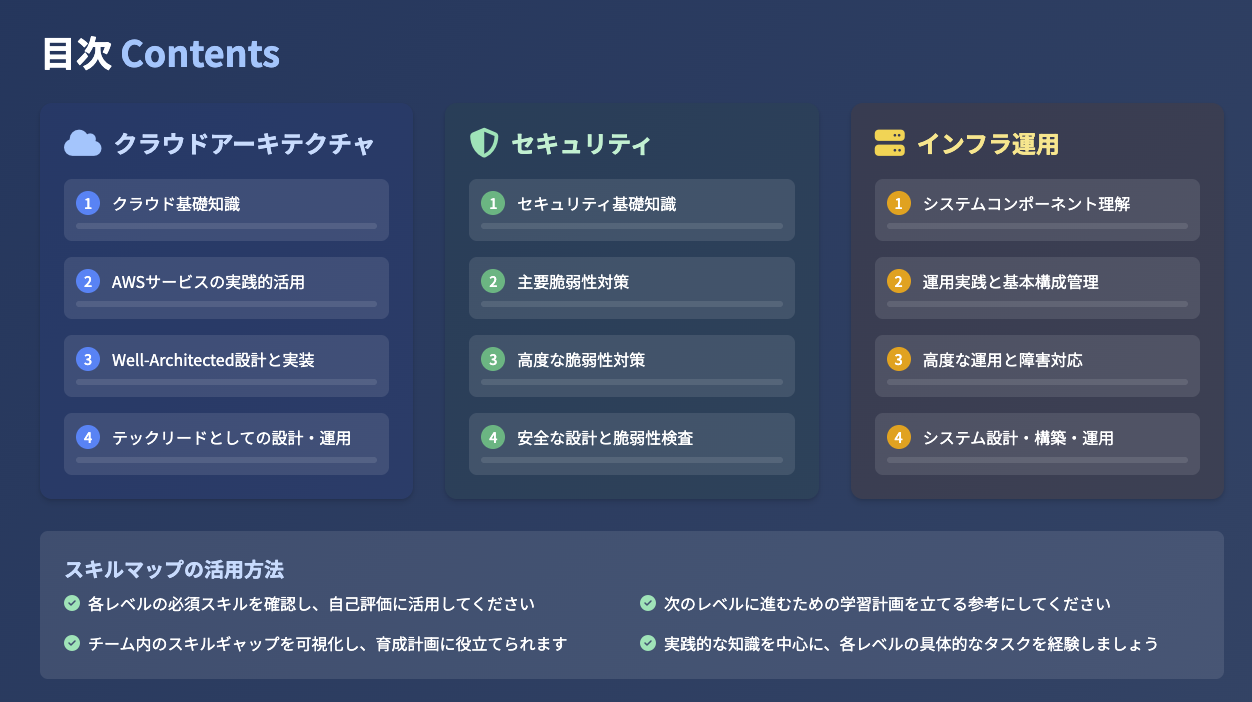 目次 Contents
クラウドアーキテクチャ
1 クラウド基礎知識
2 AWSサービスの実践的活用
3 Well-Architected設計と実装
4 テックリードとしての設計・運用
セキュリティ
1 セキュリティ基礎知識
2 主要脆弱性対策
3 高度な脆弱性対策
4 安全な設計と脆弱性検査
インフラ運用
1 システムコンポーネント理解
2 運用実践と基本構成管理
3 高度な運用と障害対応
4 システム設計・構築・運用
スキルマップの活用方法
各レベルの必須スキルを確認し、自己評価に活用してください
次のレベルに進むための学習計画を立てる参考にしてください
チーム内のスキルギャップを可視化し、育成計画に役立てられます
実践的な知識を中心に、各レベルの具体的なタスクを経験しましょう